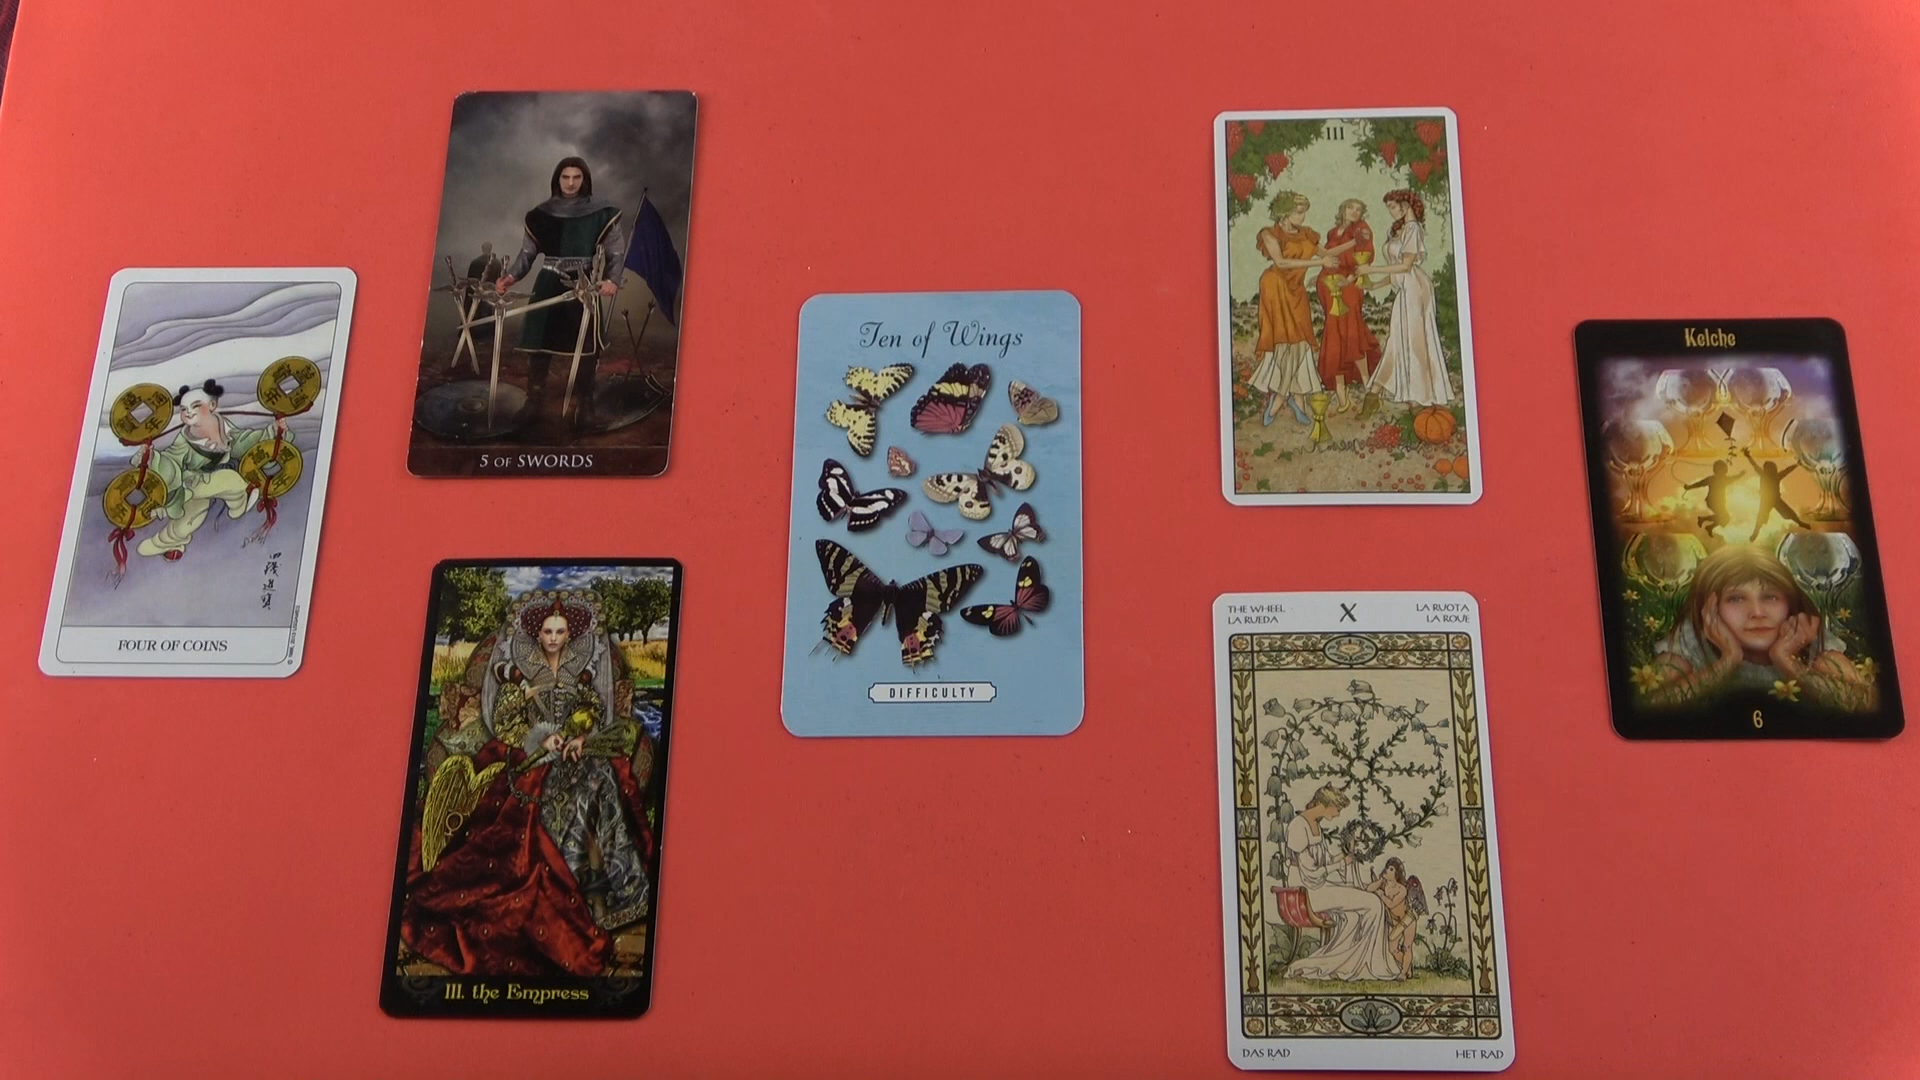 FOUR OF COINS
5 OF SWORDS
III. the Empress
Ten of Wings
DIFFICULTY
III
THE WHEEL
LA RUEDA
X
LA RUOTA
LA ROUE
DAS RAD
HET RAD
Kelche
6